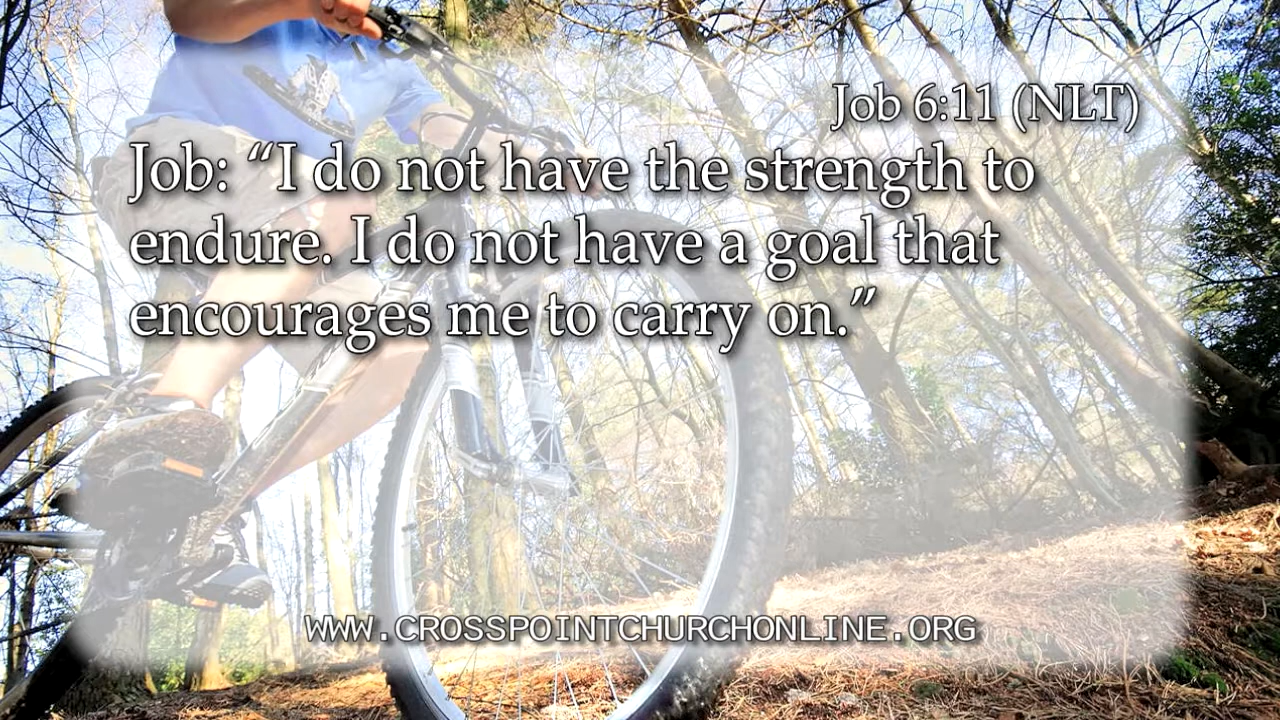 Job 6:11 (NLT)
Job: “I do not have the strength to
endure. I do not have a goal that
encourages me to carry on.”
WWW.CROSSPOINTCHURCHONLINE.ORG